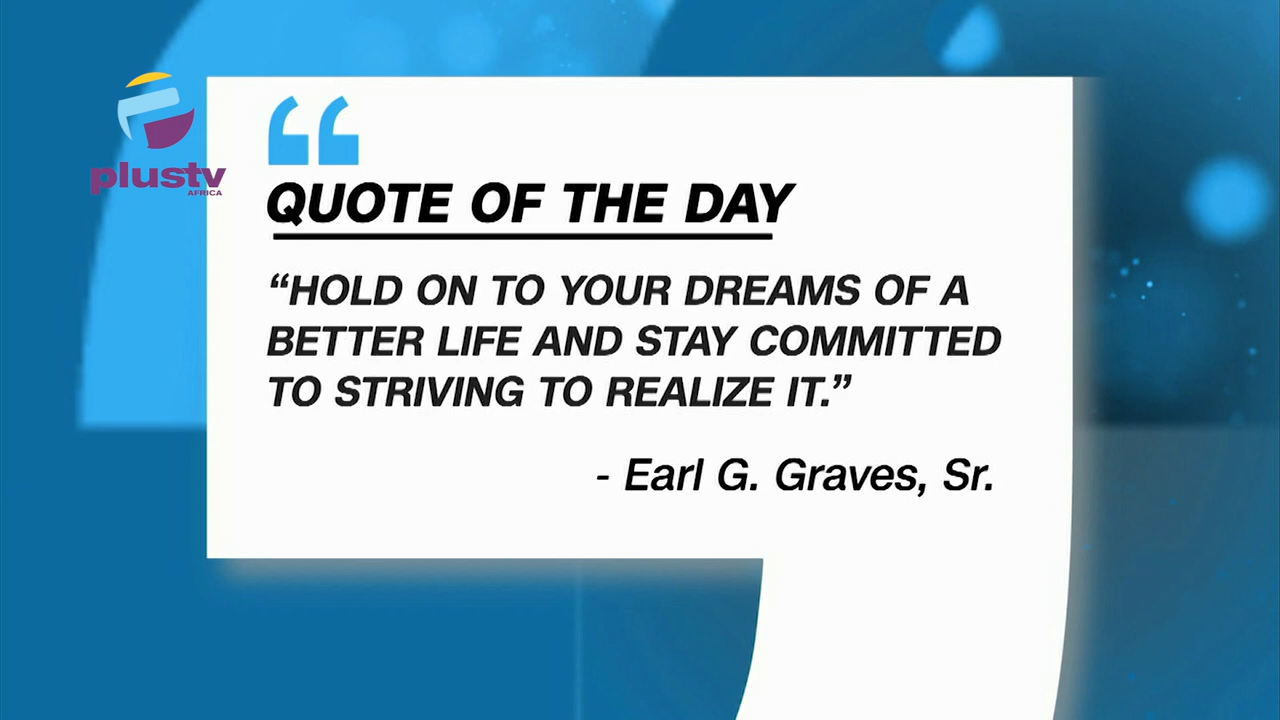 plustv
AFRICA
QUOTE OF THE DAY
“HOLD ON TO YOUR DREAMS OF A
BETTER LIFE AND STAY COMMITTED
TO STRIVING TO REALIZE IT.”
- Earl G. Graves, Sr.